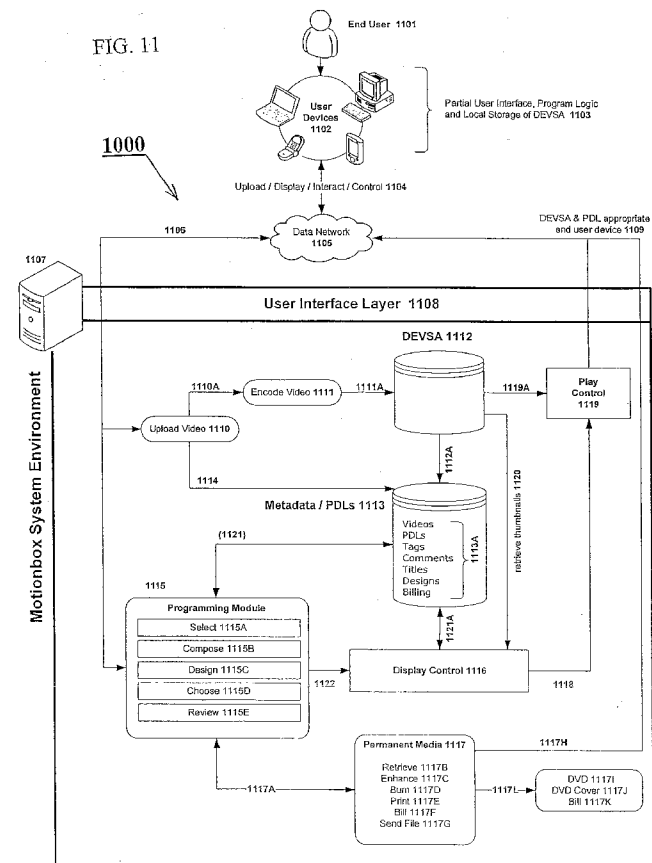 FIG. 11
End User 1101
User
Devices
1102
Partial User Interface, Program Logic
and Local Storage of DEVSA 1103
1000
Upload / Display / Interact / Control 1104
DEVSA & PDL appropriate
end user device 1109
1106
Data Network
1105
1107
User Interface Layer 1108
Motionbox System Environment
DEVSA 1112
1110A
Encode Video 1111
1111A
1119A
Play
Control
1119
Upload Video 1110
1112A
retrieve thumbnails 1120
1114
Metadata / PDLs 1113
Videos
PDLs
Tags
Comments
Titles
Designs
Billing
1113A
(1121)
1115
Programming Module
Select 1115A
Compose 1115B
Design 1115C
Choose 1115D
Review 1115E
1121A
1122
Display Control 1116
1118
Permanent Media 1117
1117H
Retrieve 1117B
Enhance 1117C
Burn 1117D
Print 1117E
Bill 1117F
Send File 1117G
1117A
1117L
DVD 1117I
DVD Cover 1117J
Bill 1117K